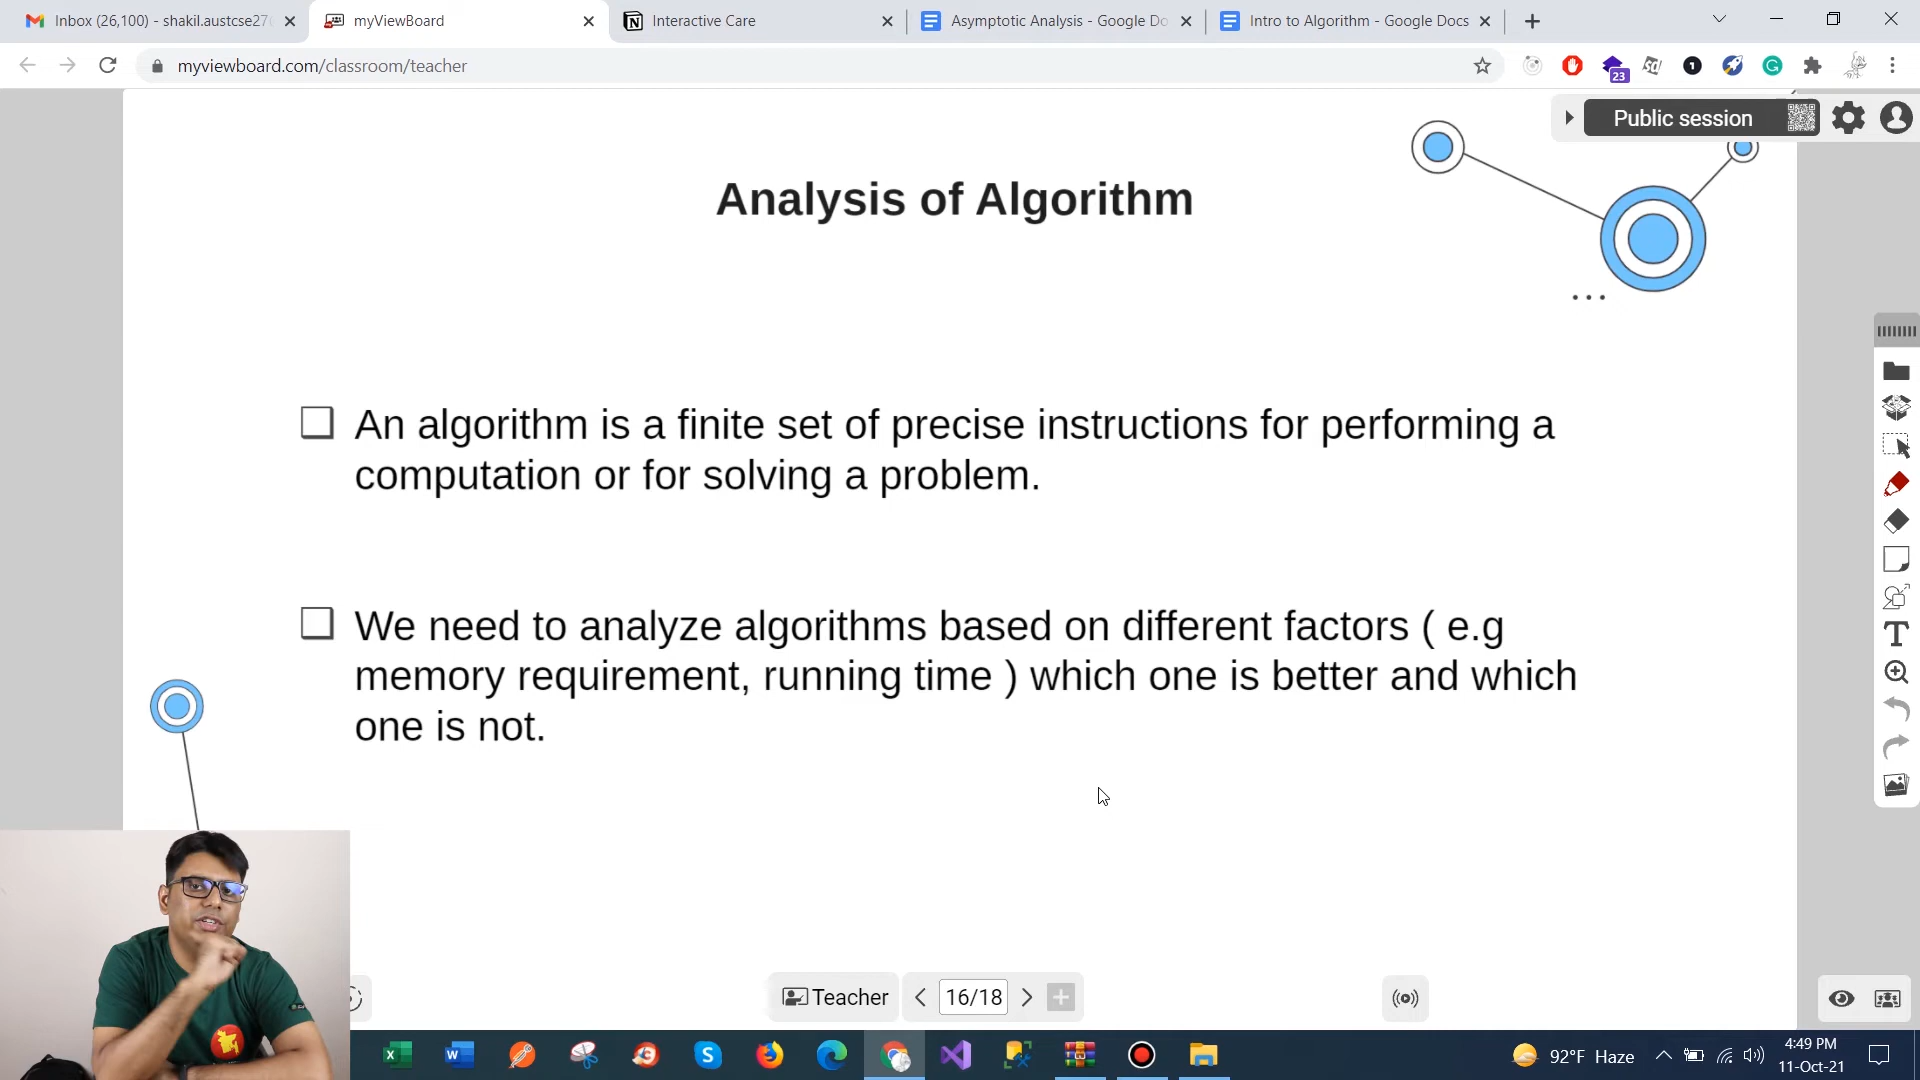 Inbox (26,100) - shakil.austcse27
myViewBoard
Interactive Care
Asymptotic Analysis - Google Do
Intro to Algorithm - Google Docs
myviewboard.com/classroom/teacher
23
Public session
Analysis of Algorithm
An algorithm is a finite set of precise instructions for performing a
computation or for solving a problem.
We need to analyze algorithms based on different factors ( e.g
memory requirement, running time ) which one is better and which
one is not.
Teacher
16/18
92°F Haze
4:49 PM
11-Oct-21